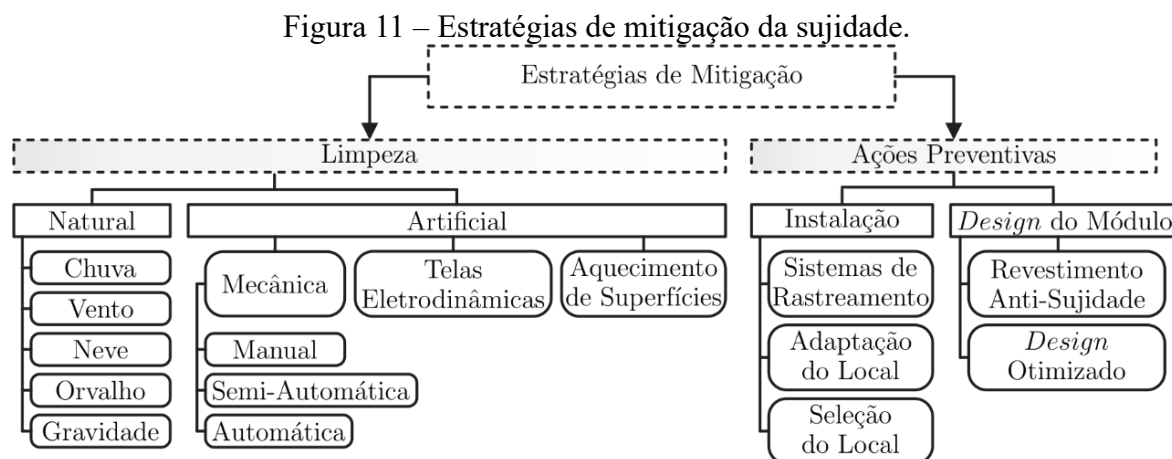 Figura 11 – Estratégias de mitigação da sujidade.
Estratégias de Mitigação
Limpeza
Ações Preventivas
Natural
Artificial
Instalação
Design do Módulo
Chuva
Vento
Neve
Orvalho
Gravidade
Mecânica
Manual
Semi-Automática
Automática
Telas
Eletrodinâmicas
Aquecimento
de Superfícies
Sistemas de
Rastreamento
Adaptação
do Local
Seleção
do Local
Revestimento
Anti-Sujidade
Design
Otimizado